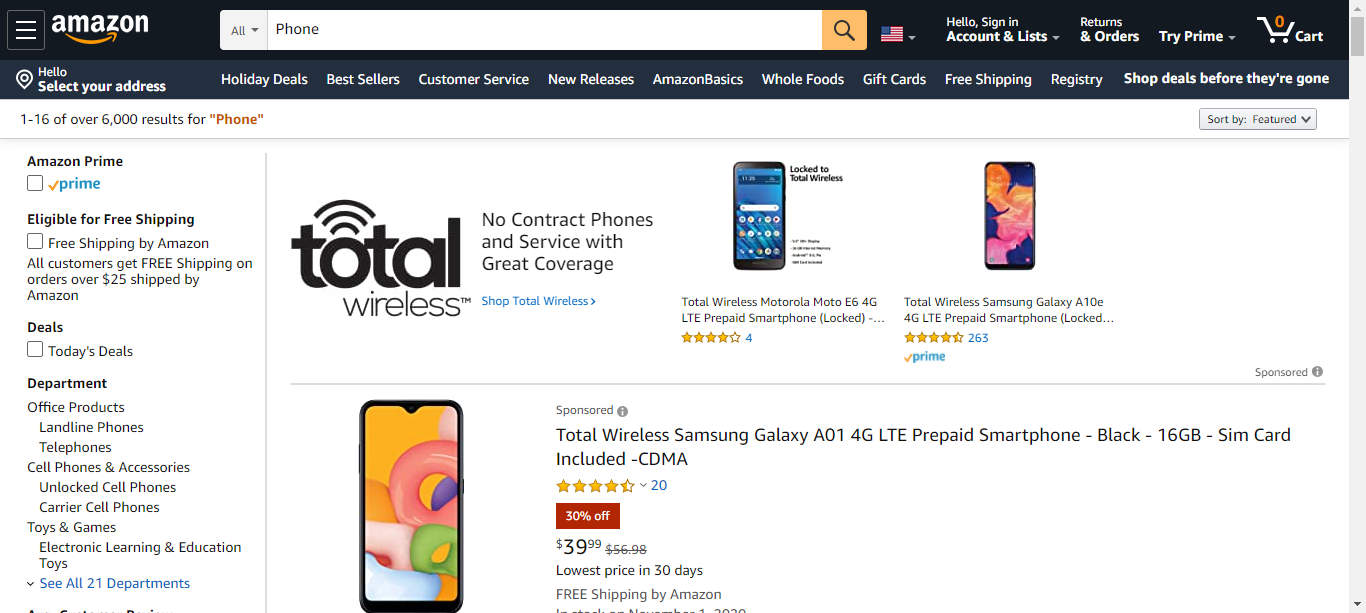 amazon
All
Phone
Hello, Sign in
Account & Lists
Returns
& Orders
Try Prime
0
Cart
Hello
Select your address
Holiday Deals
Best Sellers
Customer Service
New Releases
AmazonBasics
Whole Foods
Gift Cards
Free Shipping
Registry
Shop deals before they're gone
1-16 of over 6,000 results for "Phone"
Sort by: Featured
Amazon Prime
prime
Eligible for Free Shipping
Free Shipping by Amazon
All customers get FREE Shipping on
orders over $25 shipped by
Amazon
Deals
Today's Deals
Department
Office Products
Landline Phones
Telephones
Cell Phones & Accessories
Unlocked Cell Phones
Carrier Cell Phones
Toys & Games
Electronic Learning & Education
Toys
See All 21 Departments
total
wireless™
No Contract Phones
and Service with
Great Coverage
Shop Total Wireless
Locked to
Total Wireless
11:25
Total Wireless Motorola Moto E6 4G
LTE Prepaid Smartphone (Locked) -...
4
Total Wireless Samsung Galaxy A10e
4G LTE Prepaid Smartphone (Locked...
263
prime
Sponsored
Sponsored
Total Wireless Samsung Galaxy A01 4G LTE Prepaid Smartphone - Black - 16GB - Sim Card
Included -CDMA
20
30% off
$39.99 $56.98
Lowest price in 30 days
FREE Shipping by Amazon
In stock on November 1, 2020